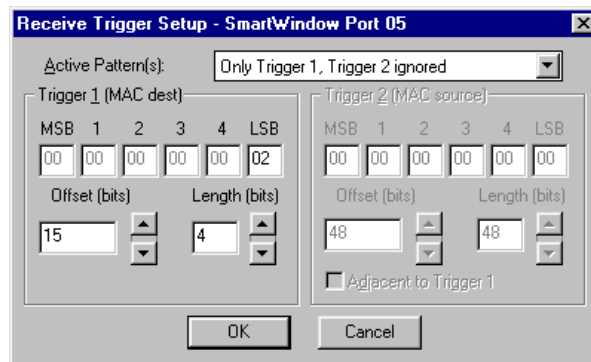 Receive Trigger Setup - SmartWindow Port 05
Active Pattern(s): Only Trigger 1, Trigger 2 ignored
Trigger 1 (MAC dest)
MSB 1 2 3 4 LSB
00 00 00 00 00 02
Offset (bits) Length (bits)
15 4
Trigger 2 (MAC source)
MSB 1 2 3 4 LSB
00 00 00 00 00 00
Offset (bits) Length (bits)
48 48
Adjacent to Trigger 1
OK Cancel